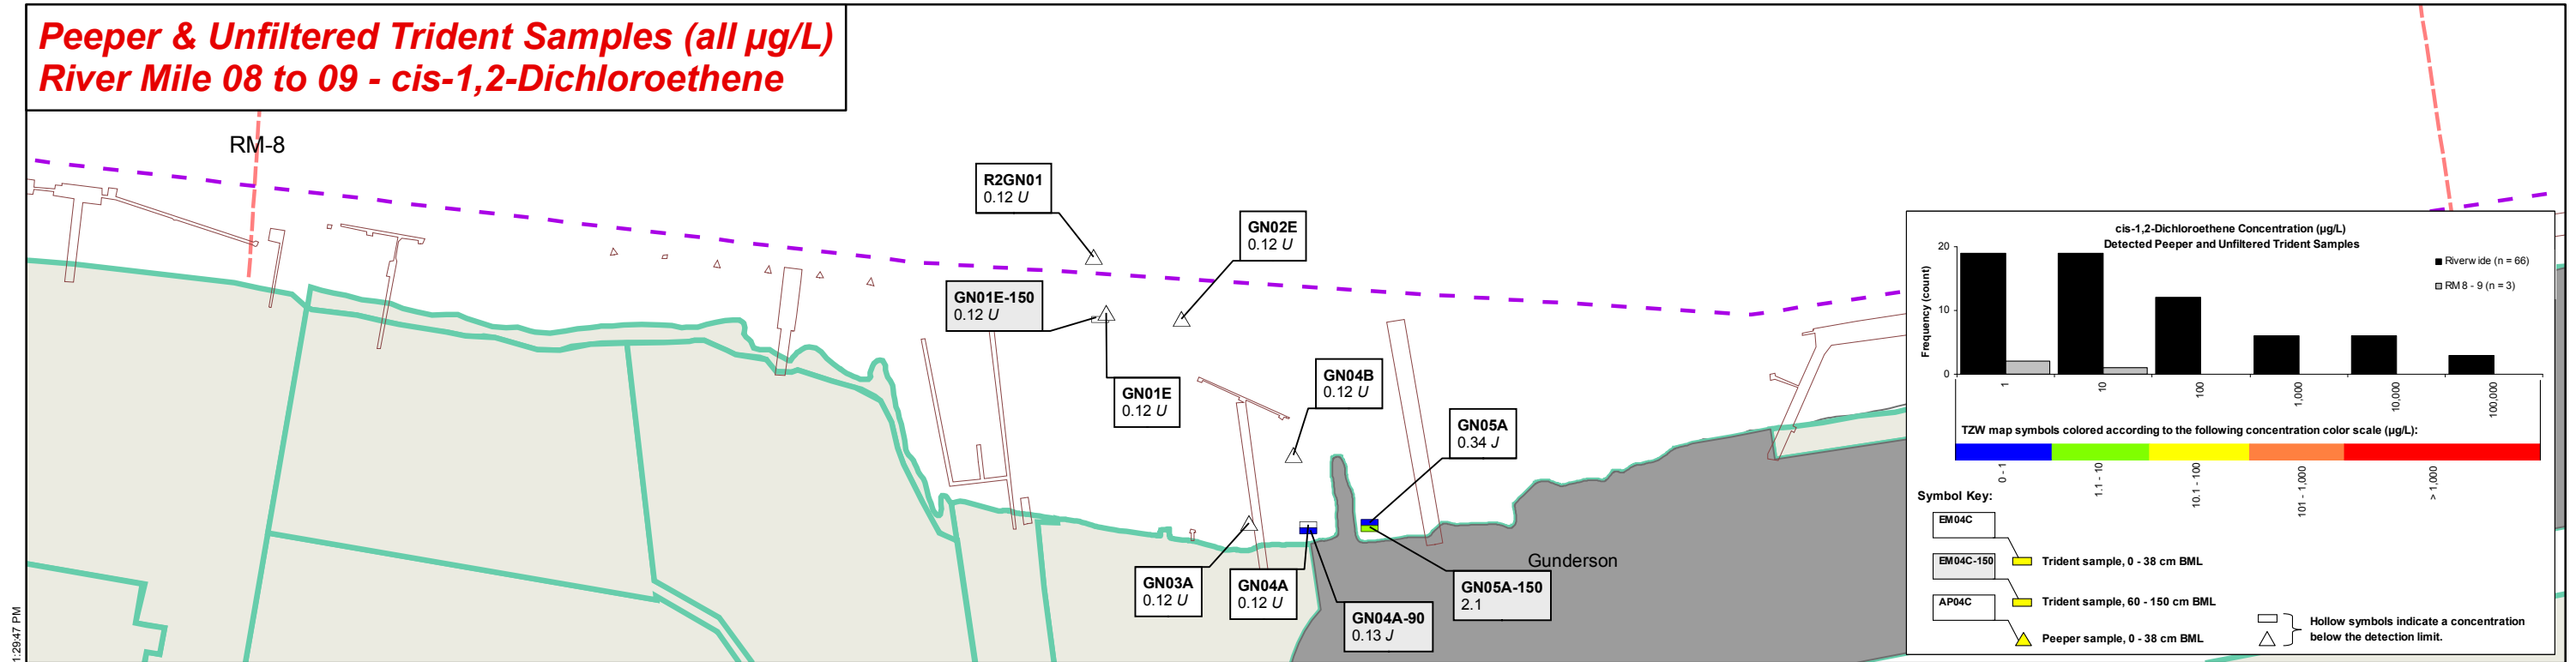 Peeper & Unfiltered Trident Samples (all µg/L)
River Mile 08 to 09 - cis-1,2-Dichloroethene
RM-8
R2GN01
0.12 U
GN02E
0.12 U
GN01E-150
0.12 U
GN01E
0.12 U
GN04B
0.12 U
GN05A
0.34 J
GN03A
0.12 U
GN04A
0.12 U
GN04A-90
0.13 J
GN05A-150
2.1
Gunderson
cis-1,2-Dichloroethene Concentration (µg/L)
Detected Peeper and Unfiltered Trident Samples
Frequency (count)
20
10
0
Riverwide (n = 66)
RM 8 - 9 (n = 3)
1
10
100
1,000
10,000
100,000
TZW map symbols colored according to the following concentration color scale (µg/L):
0 - 1
1.1 - 10
10.1 - 100
101 - 1,000
> 1,000
Symbol Key:
EM04C
Trident sample, 0 - 38 cm BML
EM04C-150
Trident sample, 60 - 150 cm BML
AP04C
Peeper sample, 0 - 38 cm BML
Hollow symbols indicate a concentration
below the detection limit.
1:29:47 PM